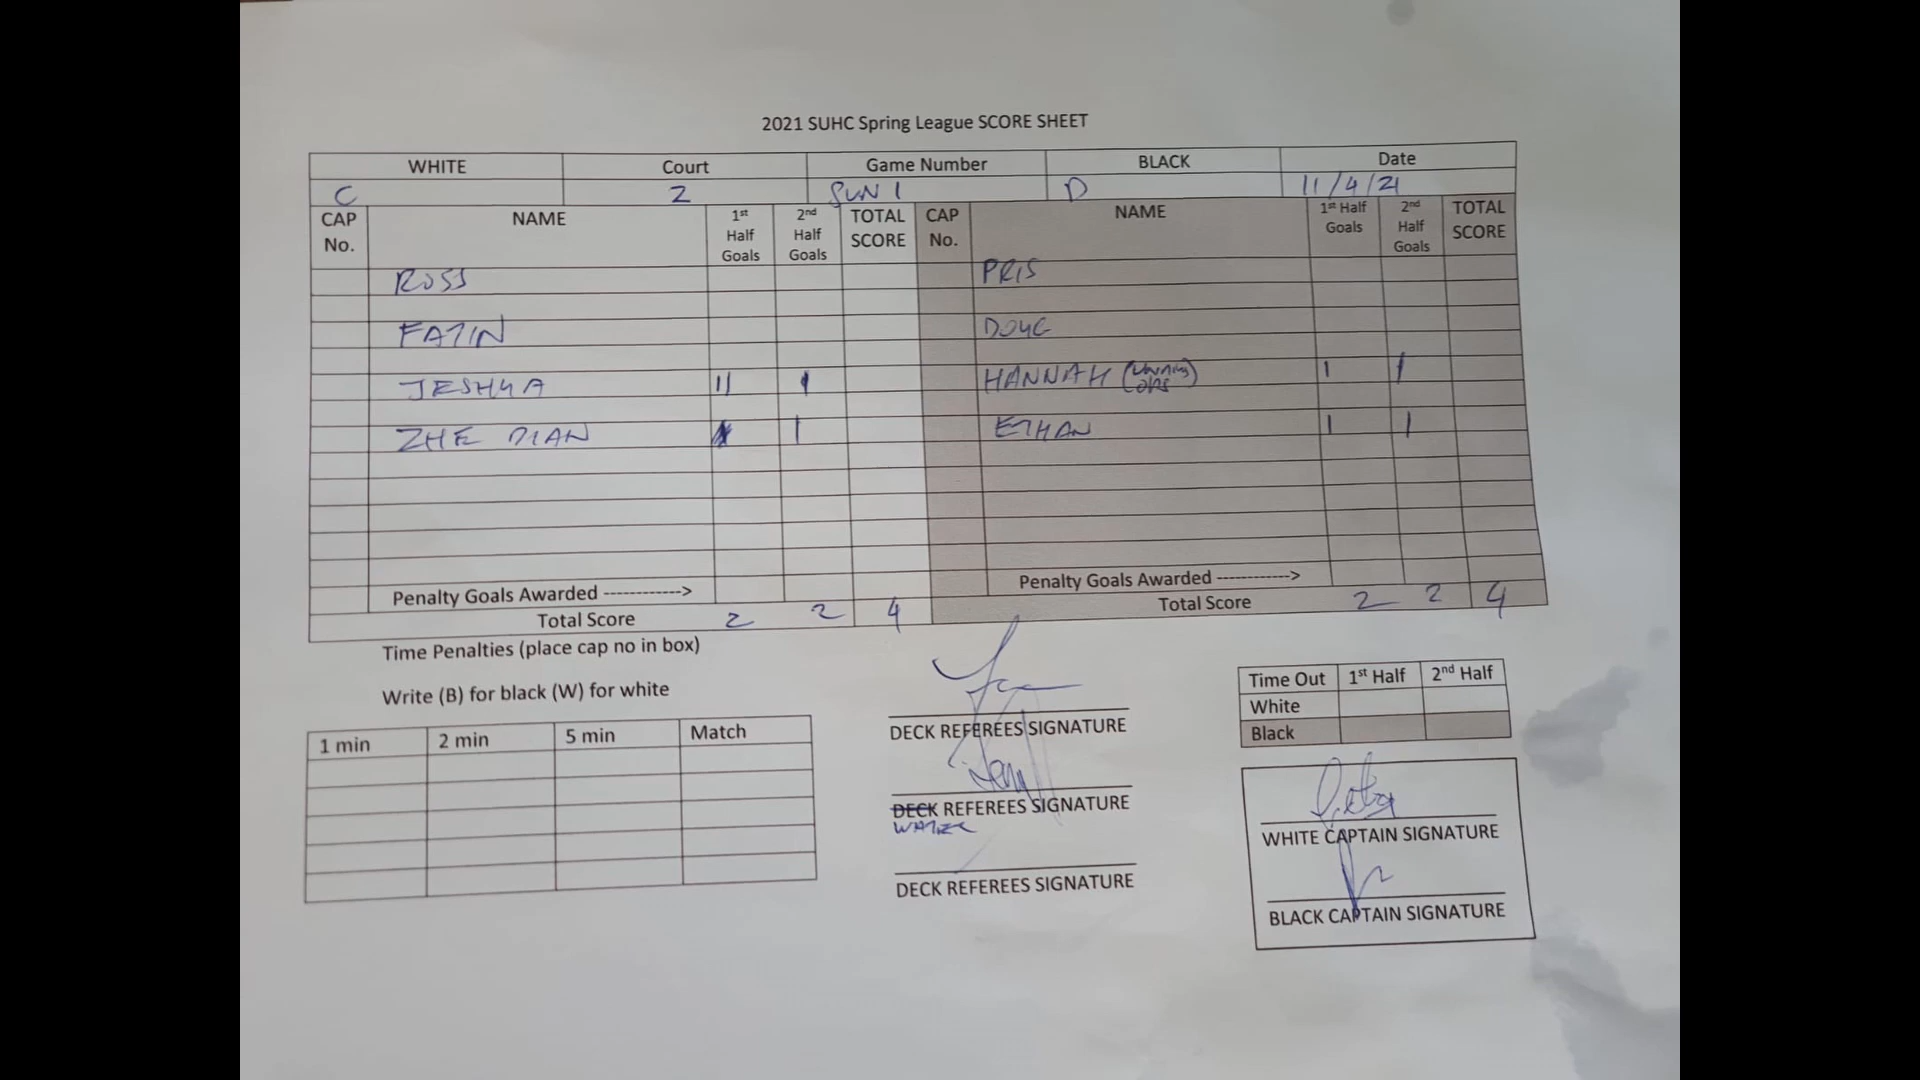 2021 SUHC Spring League SCORE SHEET
WHITE Court Game Number BLACK Date
C 2 SUN 1 D 11/4/21
CAP No. NAME 1st Half Goals 2nd Half Goals TOTAL SCORE CAP No. NAME 1st Half Goals 2nd Half Goals TOTAL SCORE
ROSS PRIS
FATIN DOUG
JESHUA 11 1 HANNAH 1 1
ZHE DIAN 1 ETHAN 1 1
Penalty Goals Awarded ------------> Penalty Goals Awarded ------------>
Total Score 2 2 4 Total Score 2 2 4
Time Penalties (place cap no in box)
Write (B) for black (W) for white
1 min 2 min 5 min Match
DECK REFEREES SIGNATURE
DECK REFEREES SIGNATURE
WATER
DECK REFEREES SIGNATURE
Time Out 1st Half 2nd Half
White
Black
WHITE CAPTAIN SIGNATURE
BLACK CAPTAIN SIGNATURE